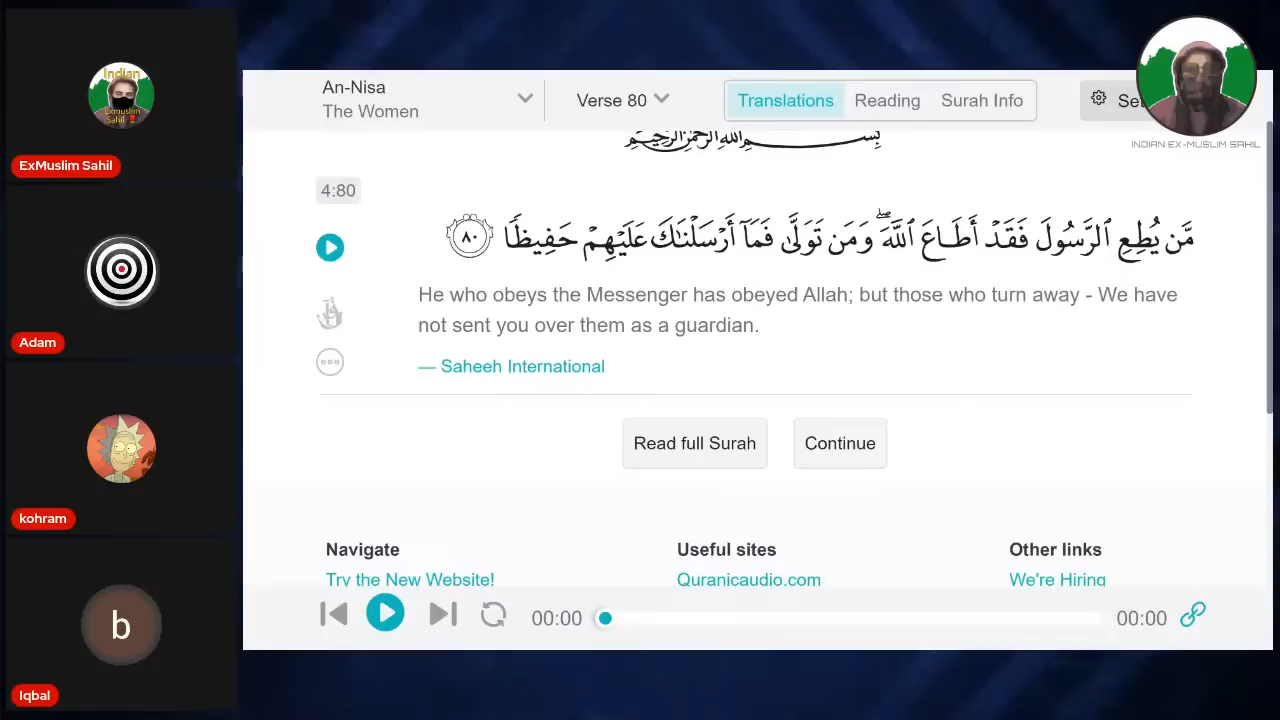 Indian
Exmuslim
Sahil
ExMuslim Sahil
Adam
kohram
b
Iqbal
An-Nisa
The Women
Verse 80
Translations
Reading
Surah Info
INDIAN EX-MUSLIM SAHIL
بِسْمِ ٱللَّهِ ٱلرَّحْمَٰنِ ٱلرَّحِيمِ
4:80
مَّن يُطِعِ ٱلرَّسُولَ فَقَدْ أَطَاعَ ٱللَّهَ ۖ وَمَن تَوَلَّىٰ فَمَآ أَرْسَلْنَٰكَ عَلَيْهِمْ حَفِيظًا ٨٠
He who obeys the Messenger has obeyed Allah; but those who turn away - We have
not sent you over them as a guardian.
— Saheeh International
Read full Surah
Continue
Navigate
Useful sites
Other links
Try the New Website!
Quranicaudio.com
We're Hiring
00:00
00:00